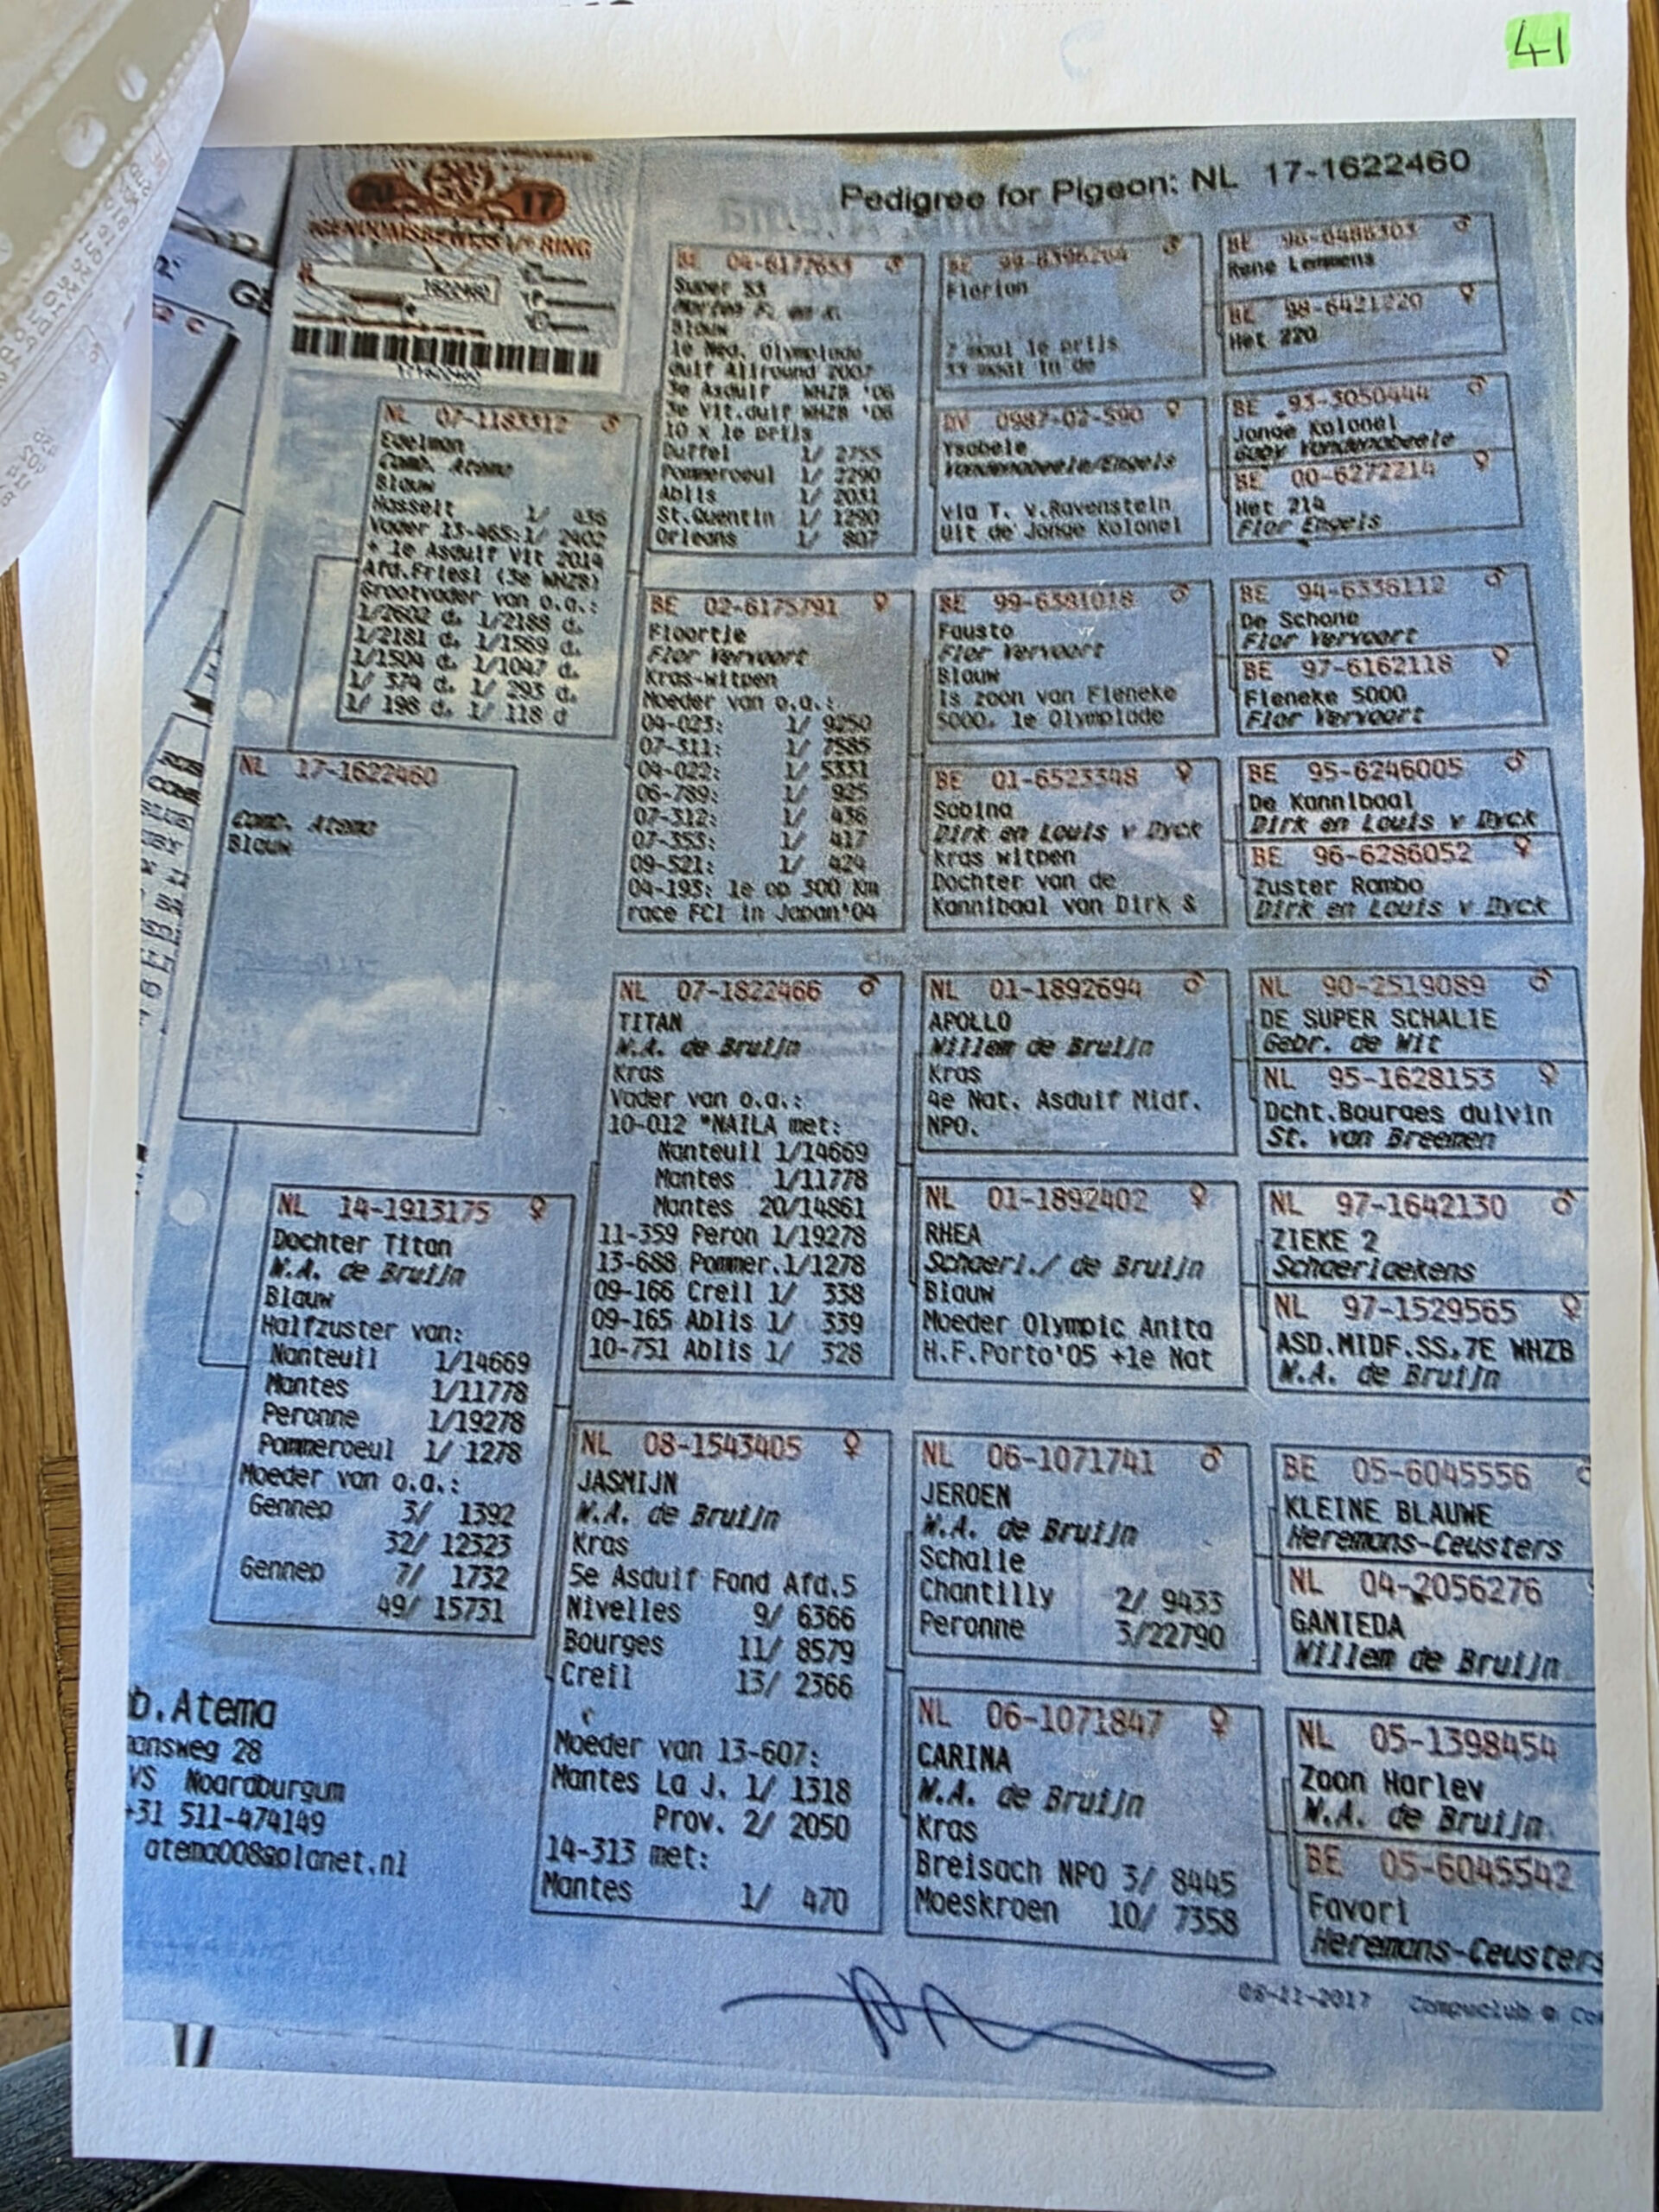 41
Pedigree for Pigeon: NL 17-1622460
17
EIGENDOMSBEWIJS V/D RING
1622460
NL 07-1183312 ♂
Edelman
Comb. Atema
Blauw
Hasselt 1/ 436
Vader 13-465:1/ 2402
+ 1e Asduif Vit 2014
Afd.Friesl (3e WHZB)
Grootvader van o.a.:
1/2602 d. 1/2188 d.
1/2181 d. 1/1569 d.
1/1504 d. 1/1047 d.
1/ 374 d. 1/ 293 d.
1/ 198 d. 1/ 118 d
NL 17-1622460
Comb. Atema
Blauw
NL 14-1913175 ♀
Dochter Titan
W.A. de Bruijn
Blauw
Halfzuster van:
Nanteuil 1/14669
Mantes 1/11778
Peronne 1/19278
Pommeroeul 1/ 1278
Moeder van o.a.:
Gennep 3/ 1392
32/ 12323
Gennep 7/ 1732
49/ 15731
b.Atema
answeg 28
VS Noardburgum
+31 511-474149
atema008@planet.nl
BE 04-6177653 ♂
Super 53
Blauw
1e Ned. Olympiade
duif Allround 2007
3e Asduif WHZB '06
3e Vit.duif WHZB '06
10 x 1e prijs
Duffel 1/ 2755
Pommeroeul 1/ 2290
Ablis 1/ 2031
St.Quentin 1/ 1290
Orleans 1/ 807
BE 02-6175791 ♀
Floortje
Flor Vervoort
Kras-witpen
Moeder van o.a.:
04-023: 1/ 9250
07-311: 1/ 7585
04-022: 1/ 5331
06-789: 1/ 925
07-312: 1/ 436
07-353: 1/ 417
09-521: 1/ 424
04-193: 1e op 300 Km
race FCI in Japan'04
NL 07-1822466 ♂
TITAN
W.A. de Bruijn
Kras
Vader van o.a.:
10-012 "NAILA met:
Nanteuil 1/14669
Mantes 1/11778
Mantes 20/14861
11-359 Peron 1/19278
13-688 Pommer.1/1278
09-166 Creil 1/ 338
09-165 Ablis 1/ 339
10-751 Ablis 1/ 328
NL 08-1543405 ♀
JASMIJN
W.A. de Bruijn
Kras
5e Asduif Fond Afd.5
Nivelles 9/ 6366
Bourges 11/ 8579
Creil 13/ 2366
Moeder van 13-607:
Mantes La J. 1/ 1318
Prov. 2/ 2050
14-313 met:
Mantes 1/ 470
BE 99-6396264 ♂
Florian
7 maal 1e prijs
33 maal in de
DV 0987-02-590 ♀
Ysabele
Vandenabeele/Engels
via T. v.Ravenstein
Uit de Jonge Kolonel
BE 99-6381018 ♂
Fausto
Flor Vervoort
Blauw
Is zoon van Fieneke
5000. 1e Olympiade
BE 01-6523348 ♀
Sabina
Dirk en Louis v Dyck
kras witpen
Dochter van de
Kannibaal van Dirk &
NL 01-1892694 ♂
APOLLO
Willem de Bruijn
Kras
4e Nat. Asduif Midf.
NPO.
NL 01-1892402 ♀
RHEA
Schaerl./ de Bruijn
Blauw
Moeder Olympic Anita
H.F.Porto'05 +1e Nat
NL 06-1071741 ♂
JEROEN
W.A. de Bruijn
Schalie
Chantilly 2/ 9433
Peronne 3/22790
NL 06-1071847 ♀
CARINA
W.A. de Bruijn
Kras
Breisach NPO 3/ 8445
Moeskroen 10/ 7358
BE 96-6486303 ♂
Rene Lemmens
BE 98-6421220 ♀
Het 220
BE 93-3050444 ♂
Jonge Kolonel
Gaby Vandenabeele
BE 00-6272214 ♀
Het 214
Flor Engels
BE 94-6336112 ♂
De Schone
Flor Vervoort
BE 97-6162118 ♀
Fieneke 5000
Flor Vervoort
BE 95-6246005 ♂
De Kannibaal
Dirk en Louis v Dyck
BE 96-6286052 ♀
Zuster Rambo
Dirk en Louis v Dyck
NL 90-2519089 ♂
DE SUPER SCHALIE
Gebr. de Wit
NL 95-1628153 ♀
Dcht.Bourges duivin
St. van Breemen
NL 97-1642130 ♂
ZIEKE 2
Schaerlaekens
NL 97-1529565 ♀
ASD.MIDF.SS.7E WHZB
W.A. de Bruijn
BE 05-6045556
KLEINE BLAUWE
Heremans-Ceusters
NL 04-2056276
GANIEDA
Willem de Bruijn
NL 05-1398454
Zoon Harley
W.A. de Bruijn
BE 05-6045542
Favori
Heremans-Ceusters
08-11-2017 Compuclub © Co